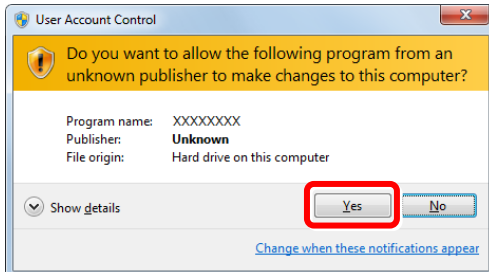 User Account Control
Do you want to allow the following program from an
unknown publisher to make changes to this computer?
Program name: XXXXXXXX
Publisher: Unknown
File origin: Hard drive on this computer
Show details Yes No
Change when these notifications appear